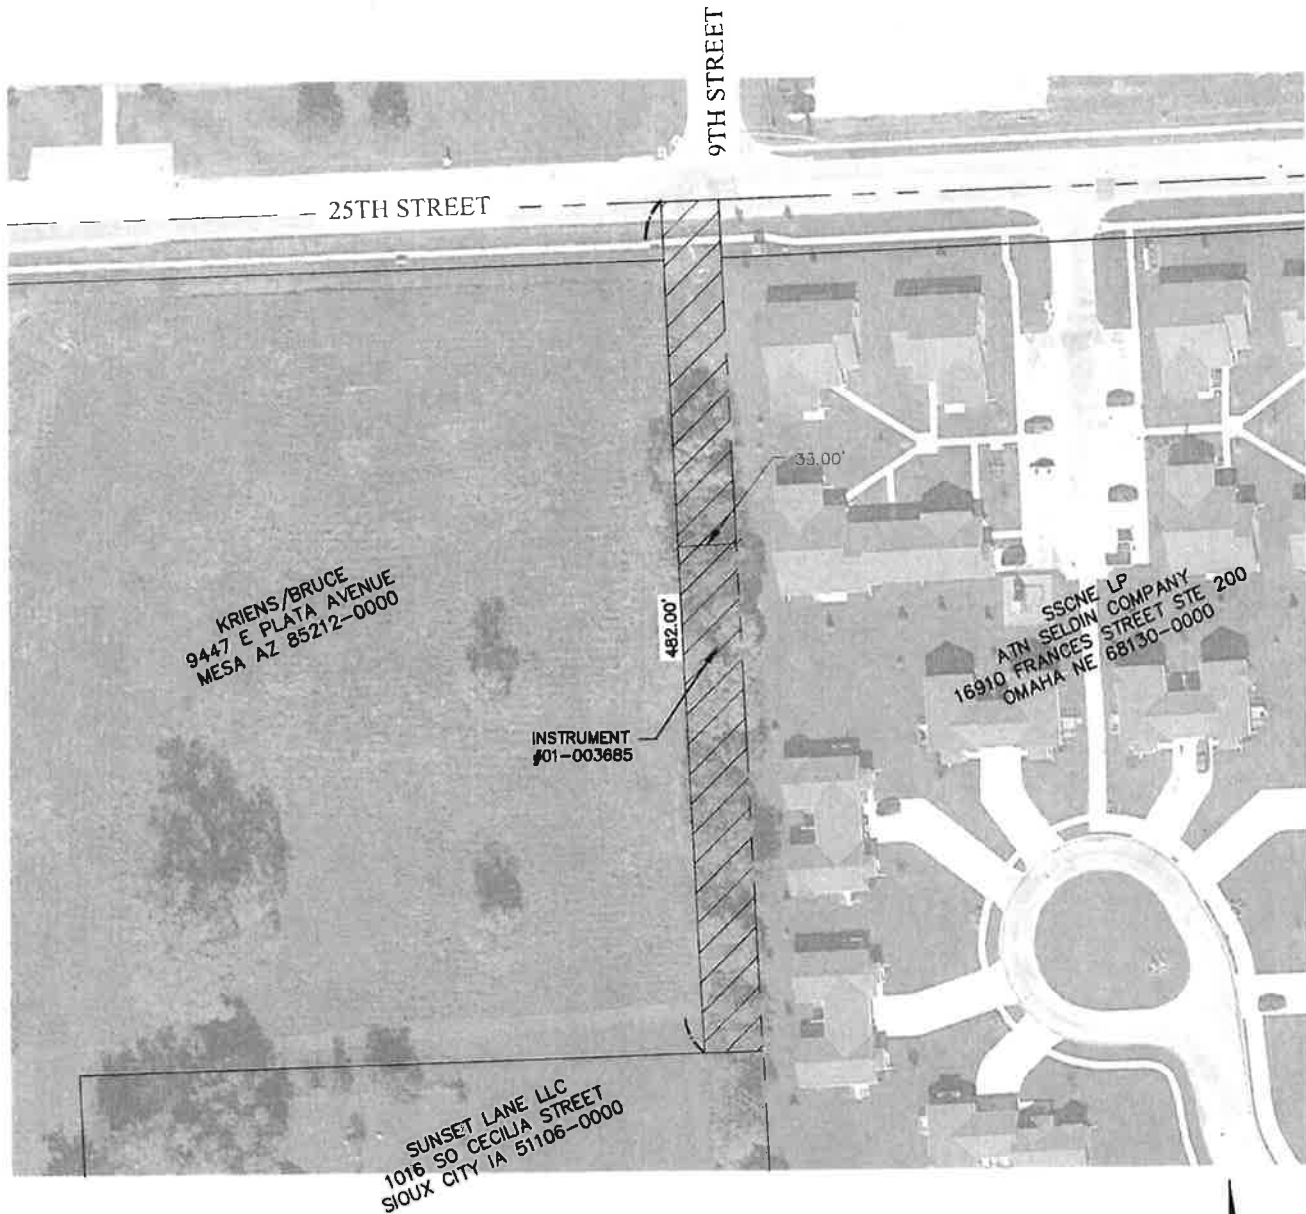 9TH STREET
25TH STREET
33.00'
482.00'
KRIENS/BRUCE
9447 E PLATA AVENUE
MESA AZ 85212-0000
SSCNE LP
ATN SELDIN COMPANY
16910 FRANCES STREET STE 200
OMAHA NE 68130-0000
INSTRUMENT
#01-003685
SUNSET LANE LLC
1016 SO CECILIA STREET
SIOUX CITY IA 51106-0000